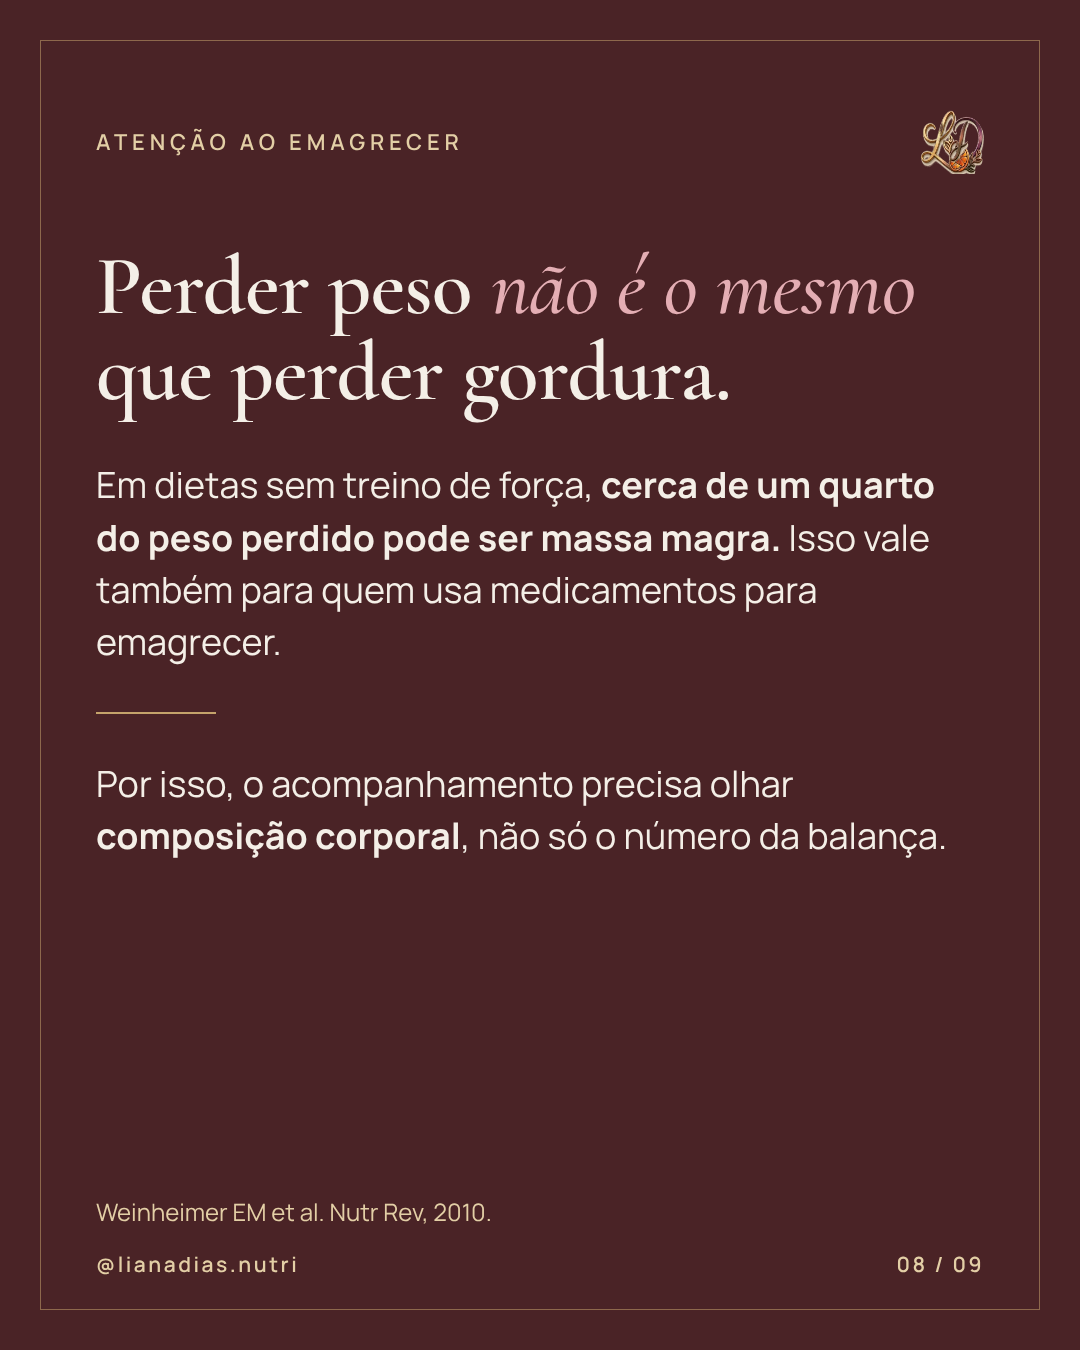 ATENÇÃO AO EMAGRECER
LD
Perder peso não é o mesmo
que perder gordura.
Em dietas sem treino de força, cerca de um quarto
do peso perdido pode ser massa magra. Isso vale
também para quem usa medicamentos para
emagrecer.
Por isso, o acompanhamento precisa olhar
composição corporal, não só o número da balança.
Weinheimer EM et al. Nutr Rev, 2010.
@lianadias.nutri
08 / 09